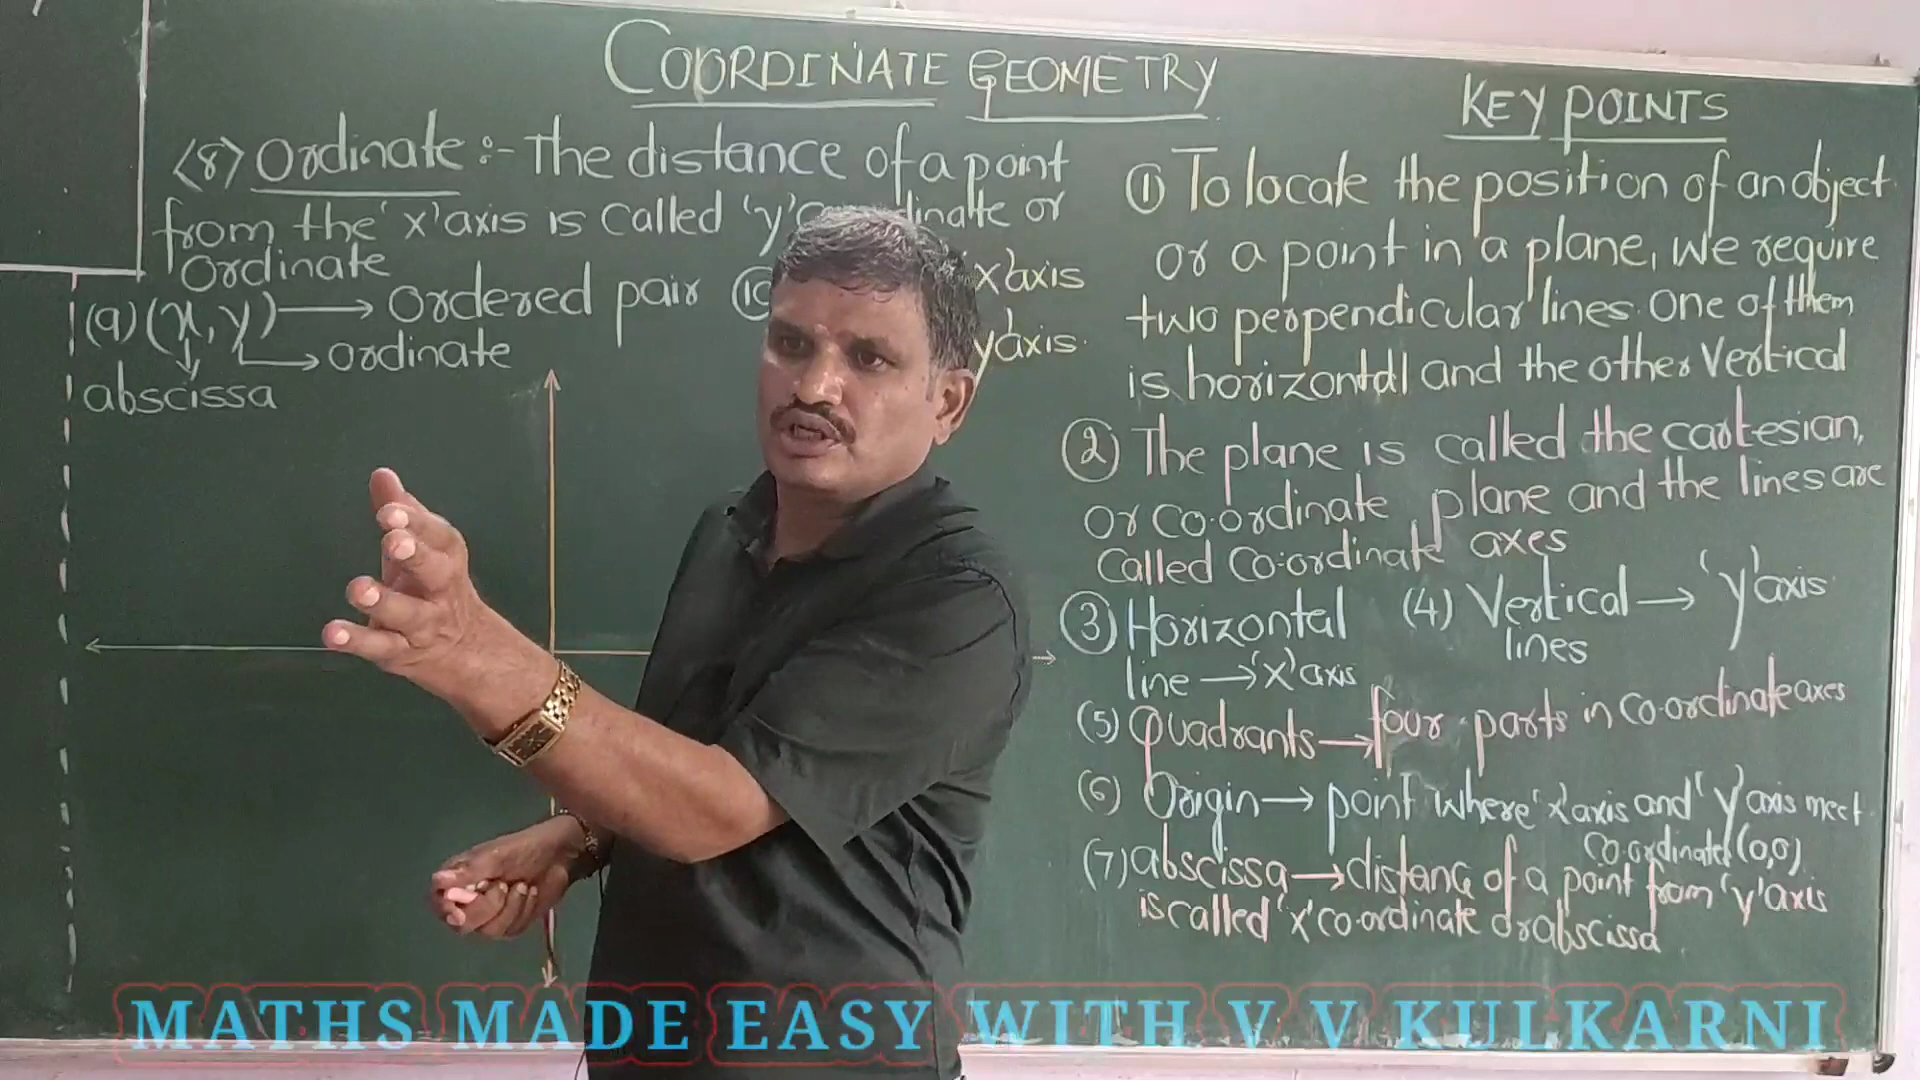 COORDINATE GEOMETRY
(8) Ordinate :- The distance of a point
from the 'x' axis is called 'y' or
Ordinate
(9) (x, y) → Ordered pair
→ ordinate
abscissa
(10 'x' axis
'y' axis.
KEY POINTS
① To locate the position of an object
or a point in a plane, we require
two perpendicular lines. One of them
is horizontal and the other Vertical
② The plane is called the cartesian,
or co-ordinate plane and the lines are
called co-ordinate axes
③ Horizontal
line → 'x' axis
(4) Vertical → 'y' axis
lines
(5) Quadrants → four parts in co-ordinate axes
(6) Origin → point where 'x' axis and 'y' axis meet
co-ordinates (0,0)
(7) abscissa → distance of a point from 'y' axis
is called 'x' co-ordinate or abscissa
MATHS MADE EASY WITH V V KULKARNI